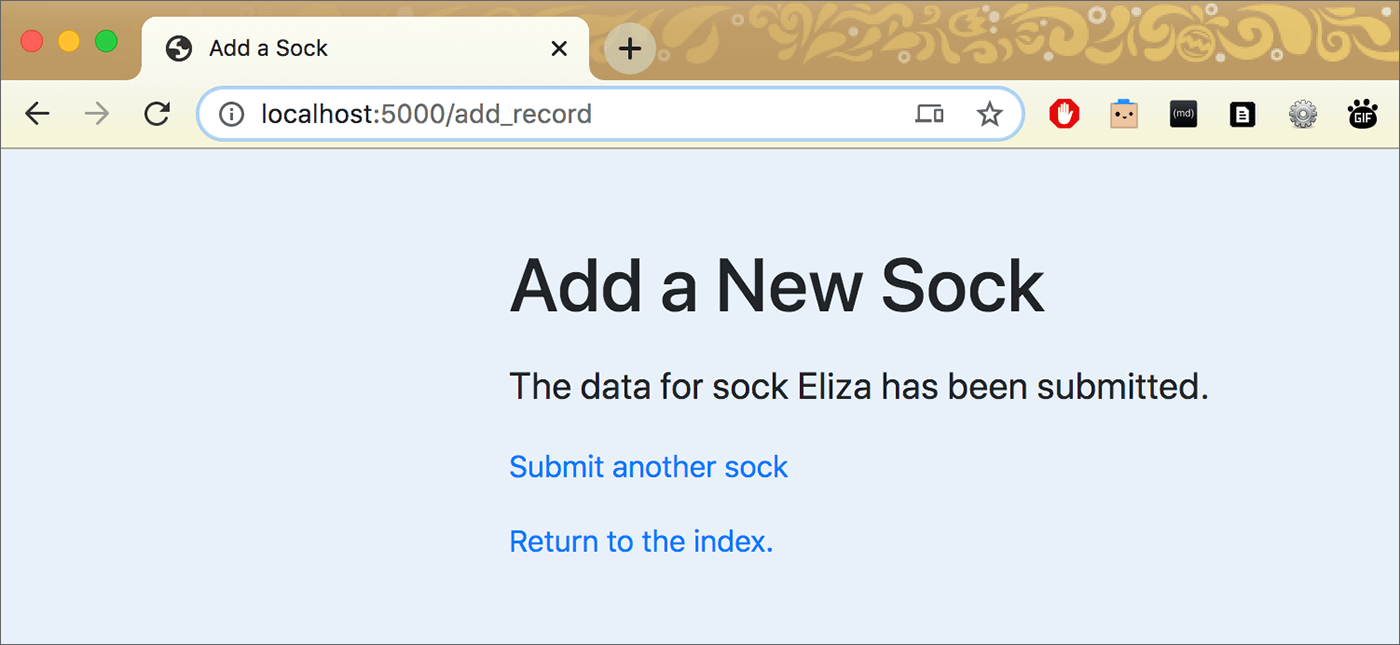 Add a Sock
localhost:5000/add_record
(md)
GIF
Add a New Sock
The data for sock Eliza has been submitted.
Submit another sock
Return to the index.